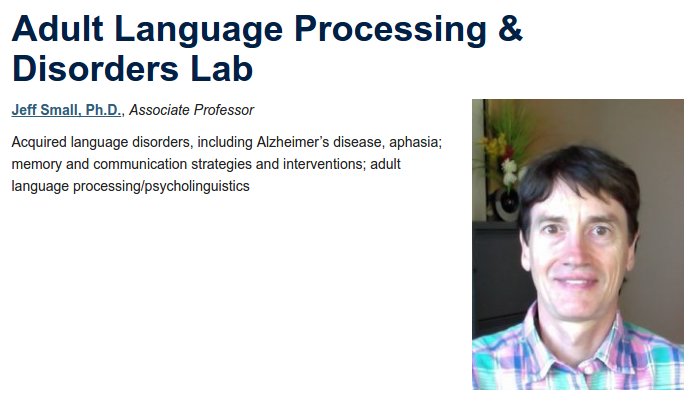 Adult Language Processing &
Disorders Lab
Jeff Small, Ph.D., Associate Professor
Acquired language disorders, including Alzheimer’s disease, aphasia;
memory and communication strategies and interventions; adult
language processing/psycholinguistics